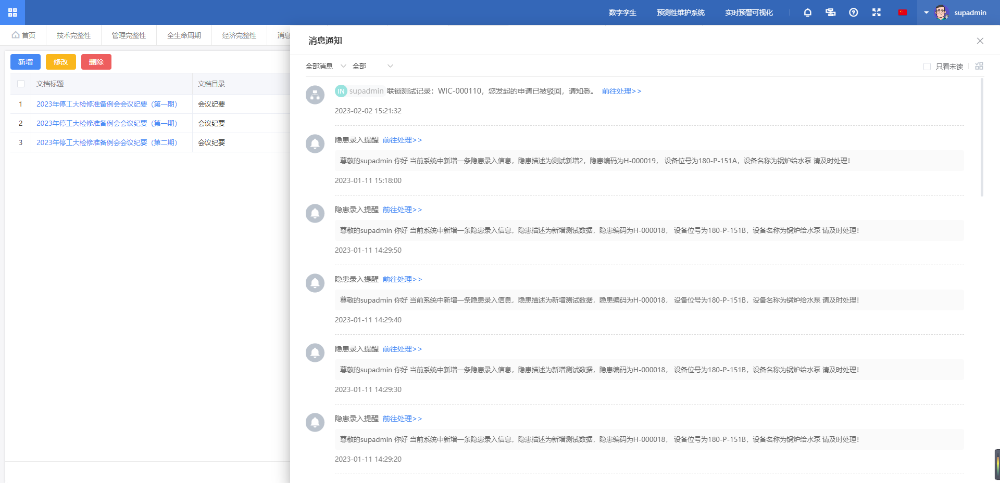 数字孪生 预测性维护系统 实时预警可视化 supadmin
首页 技术完整性 管理完整性 全生命周期 经济完整性 消息
新增 修改 删除
文档标题 文档目录
1 2023年停工大检修准备例会会议纪要（第一期） 会议纪要
2 2023年停工大检修准备例会会议纪要（第一期） 会议纪要
3 2023年停工大检修准备例会会议纪要（第二期） 会议纪要
消息通知
全部消息 全部 只看未读
IN supadmin 联锁测试记录：WIC-000110，您发起的申请已被驳回，请知悉。 前往处理>>
2023-02-02 15:21:32
隐患录入提醒 前往处理>>
尊敬的supadmin 你好 当前系统中新增一条隐患录入信息，隐患描述为测试新增2，隐患编码为H-000019， 设备位号为180-P-151A，设备名称为锅炉给水泵 请及时处理！
2023-01-11 15:18:00
隐患录入提醒 前往处理>>
尊敬的supadmin 你好 当前系统中新增一条隐患录入信息，隐患描述为新增测试数据，隐患编码为H-000018， 设备位号为180-P-151B，设备名称为锅炉给水泵 请及时处理！
2023-01-11 14:29:50
隐患录入提醒 前往处理>>
尊敬的supadmin 你好 当前系统中新增一条隐患录入信息，隐患描述为新增测试数据，隐患编码为H-000018， 设备位号为180-P-151B，设备名称为锅炉给水泵 请及时处理！
2023-01-11 14:29:40
隐患录入提醒 前往处理>>
尊敬的supadmin 你好 当前系统中新增一条隐患录入信息，隐患描述为新增测试数据，隐患编码为H-000018， 设备位号为180-P-151B，设备名称为锅炉给水泵 请及时处理！
2023-01-11 14:29:30
隐患录入提醒 前往处理>>
尊敬的supadmin 你好 当前系统中新增一条隐患录入信息，隐患描述为新增测试数据，隐患编码为H-000018， 设备位号为180-P-151B，设备名称为锅炉给水泵 请及时处理！
2023-01-11 14:29:20